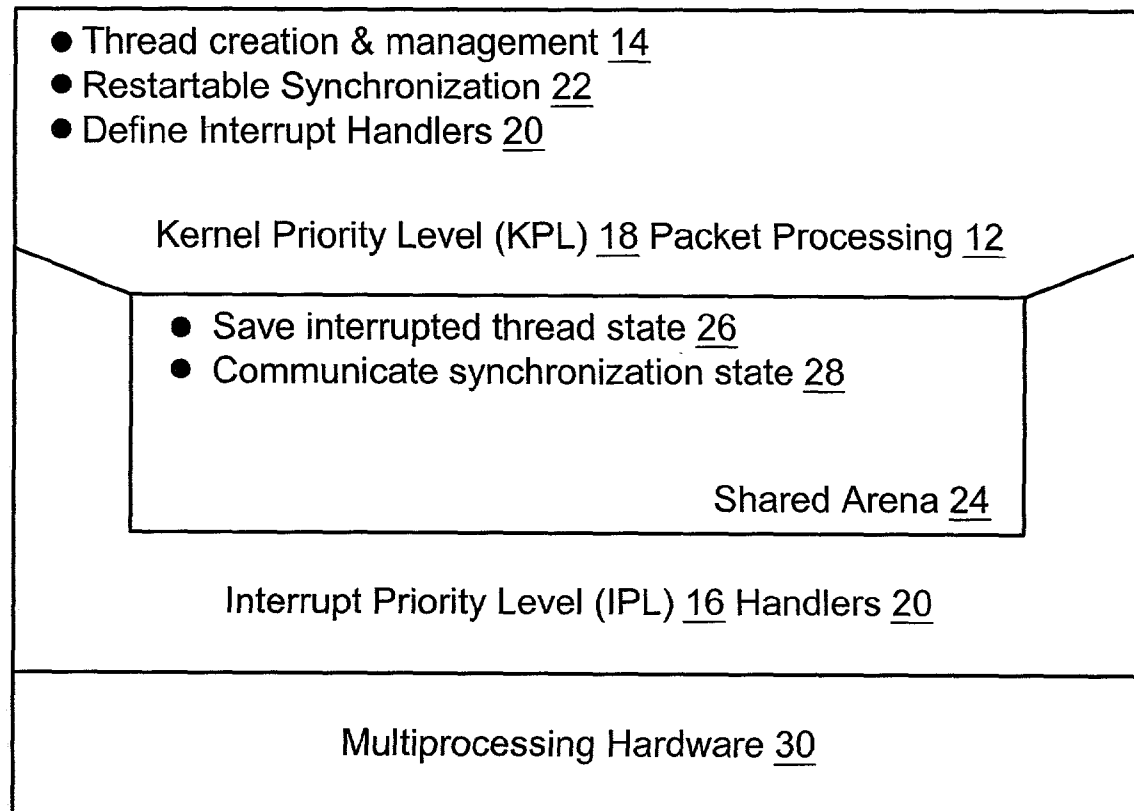 ● Thread creation & management 14
● Restartable Synchronization 22
● Define Interrupt Handlers 20
Kernel Priority Level (KPL) 18 Packet Processing 12
● Save interrupted thread state 26
● Communicate synchronization state 28
Shared Arena 24
Interrupt Priority Level (IPL) 16 Handlers 20
Multiprocessing Hardware 30